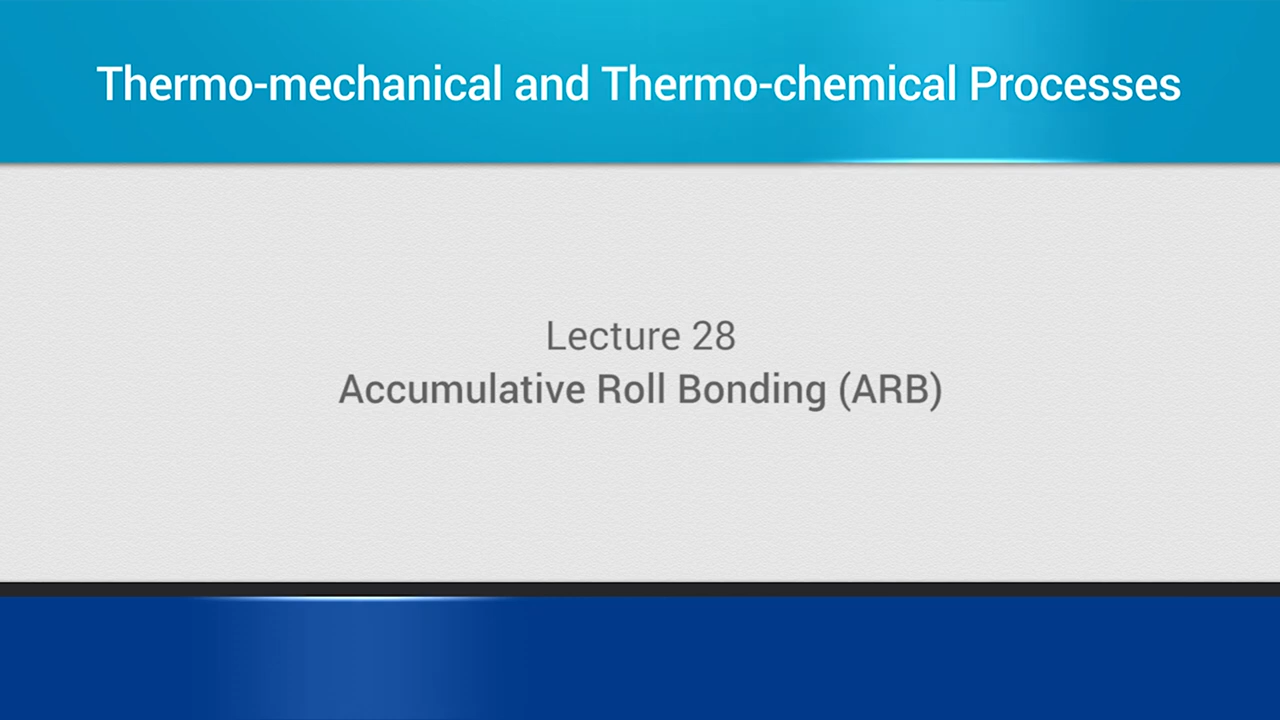 Thermo-mechanical and Thermo-chemical Processes
Lecture 28
Accumulative Roll Bonding (ARB)